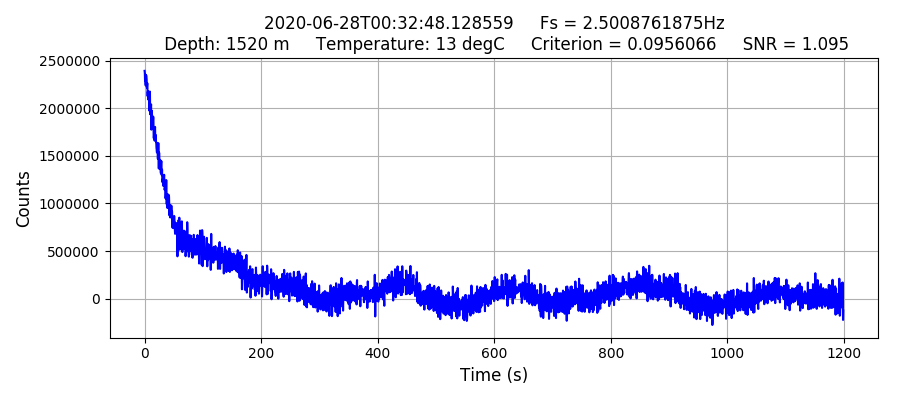 2020-06-28T00:32:48.128559 Fs = 2.5008761875Hz
Depth: 1520 m Temperature: 13 degC Criterion = 0.0956066 SNR = 1.095
2500000
2000000
1500000
1000000
500000
0
Counts
0 200 400 600 800 1000 1200
Time (s)